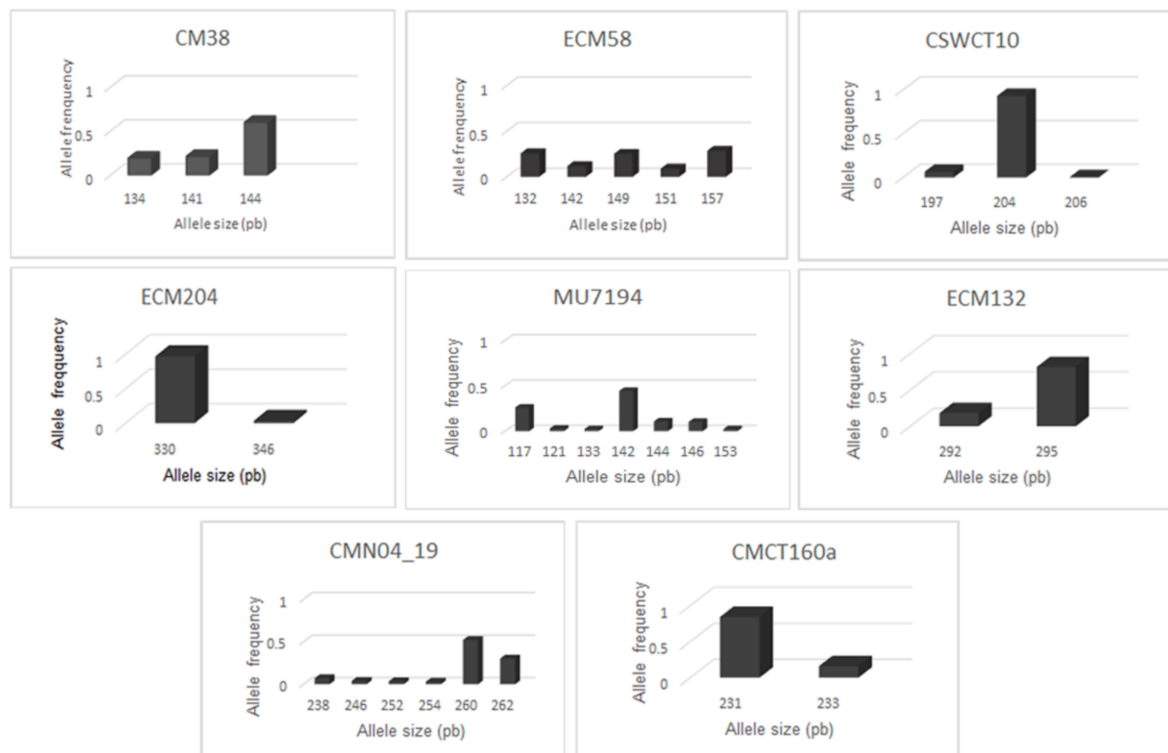 CM38
Allele frenquency
1
0.5
0
134 141 144
Allele size (pb)
ECM58
Allele frenquency
1
0.5
0
132 142 149 151 157
Allele size (pb)
CSWCT10
Allele frequency
1
0.5
0
197 204 206
Allele size (pb)
ECM204
Allele freqquency
1
0.5
0
330 346
Allele size (pb)
MU7194
Allele frequency
1
0.5
0
117 121 133 142 144 146 153
Allele size (pb)
ECM132
Allele frequency
1
0.5
0
292 295
Allele size (pb)
CMN04_19
Allele frequency
1
0.5
0
238 246 252 254 260 262
Allele size (pb)
CMCT160a
Allele frequency
1
0.5
0
231 233
Allele size (pb)